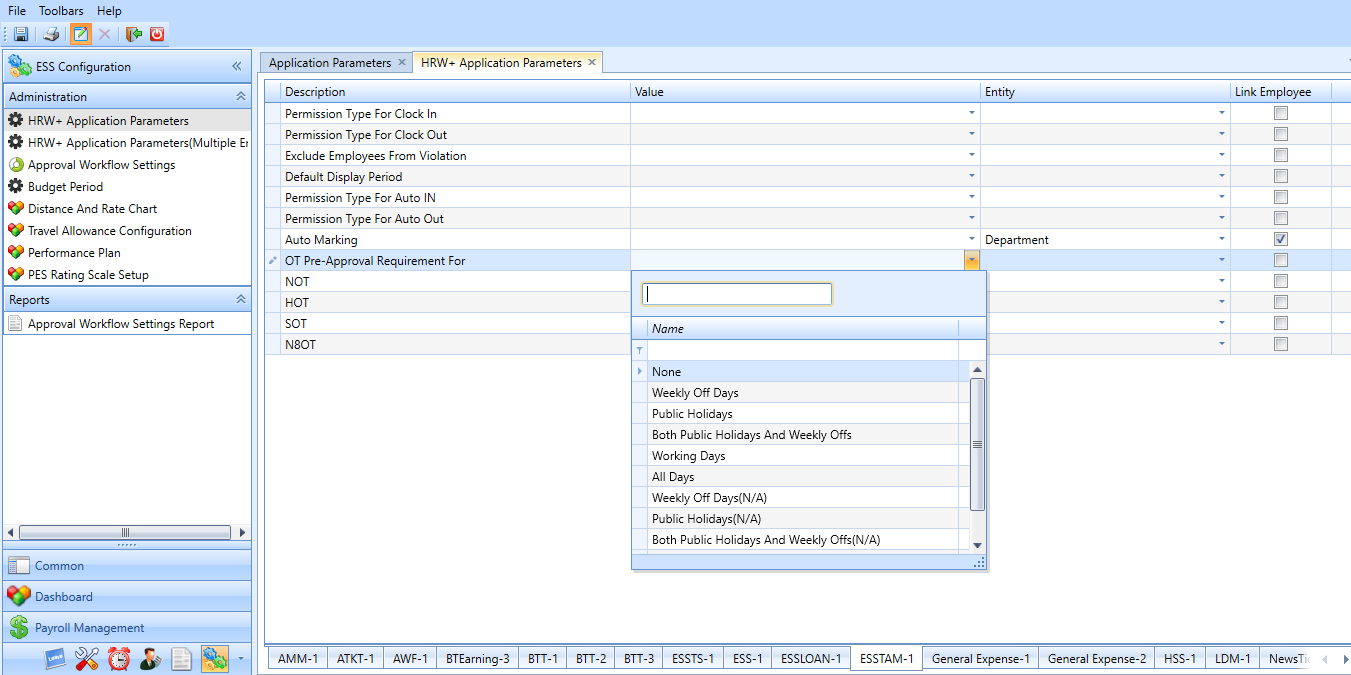 File Toolbars Help
ESS Configuration
Administration
HRW+ Application Parameters
HRW+ Application Parameters(Multiple Er
Approval Workflow Settings
Budget Period
Distance And Rate Chart
Travel Allowance Configuration
Performance Plan
PES Rating Scale Setup
Reports
Approval Workflow Settings Report
Common
Dashboard
Payroll Management
Application Parameters HRW+ Application Parameters
Description Value Entity Link Employee
Permission Type For Clock In
Permission Type For Clock Out
Exclude Employees From Violation
Default Display Period
Permission Type For Auto IN
Permission Type For Auto Out
Auto Marking Department
OT Pre-Approval Requirement For
NOT
HOT
SOT
N8OT
Name
None
Weekly Off Days
Public Holidays
Both Public Holidays And Weekly Offs
Working Days
All Days
Weekly Off Days(N/A)
Public Holidays(N/A)
Both Public Holidays And Weekly Offs(N/A)
AMM-1 ATKT-1 AWF-1 BTEarning-3 BTT-1 BTT-2 BTT-3 ESSTS-1 ESS-1 ESSLOAN-1 ESSTAM-1 General Expense-1 General Expense-2 HSS-1 LDM-1